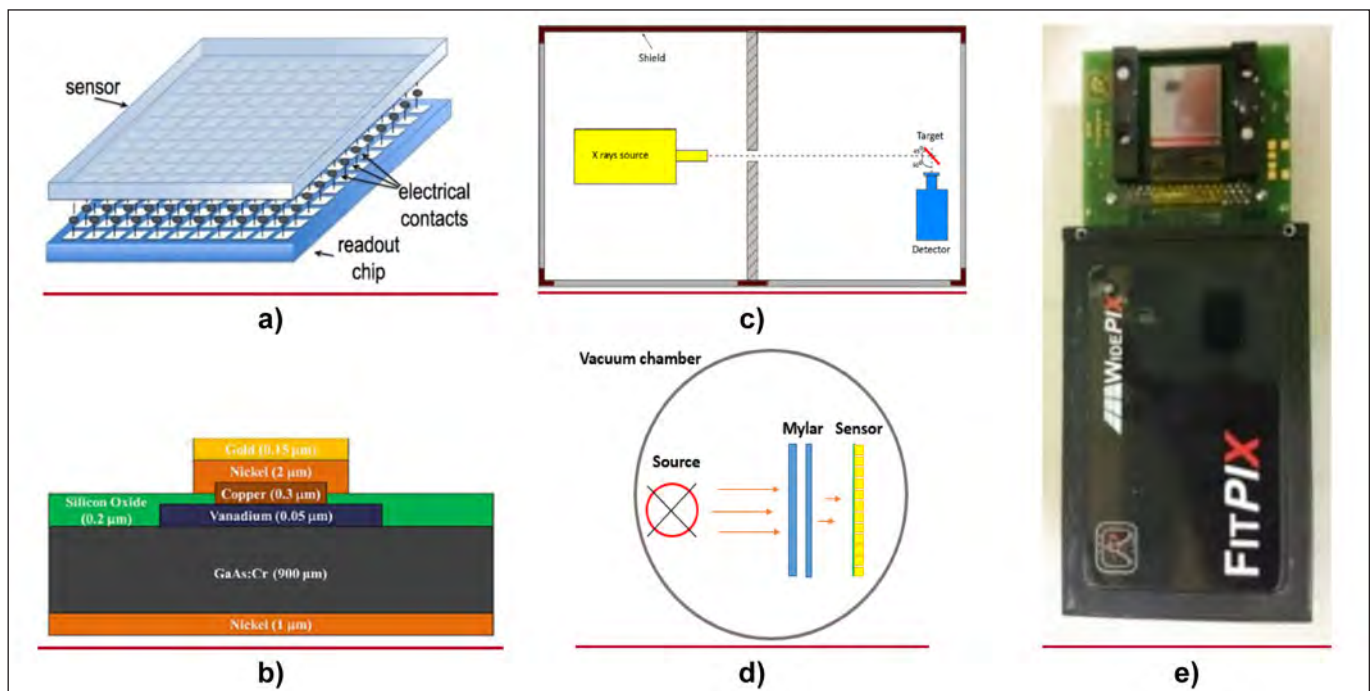 sensor
electrical
contacts
readout
chip
a)
Gold (0.15 µm)
Nickel (2 µm)
Copper (0.3 µm)
Silicon Oxide
(0.2 µm)
Vanadium (0.05 µm)
GaAs:Cr (900 µm)
Nickel (1 µm)
b)
Shield
X rays source
Target
Detector
c)
Vacuum chamber
Mylar
Sensor
Source
d)
WIDEPIX
FITPIX
e)